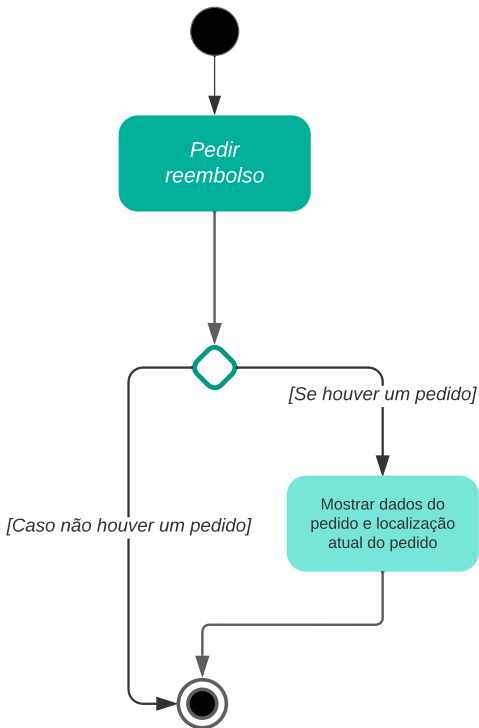 Pedir
reembolso
[Se houver um pedido]
Mostrar dados do
pedido e localização
atual do pedido
[Caso não houver um pedido]